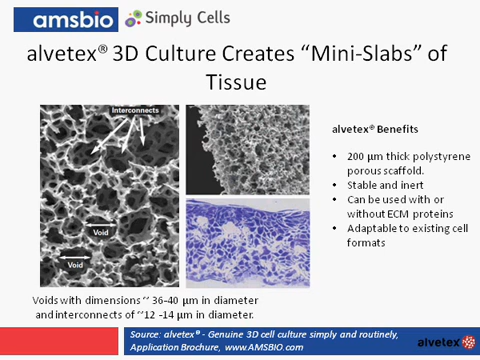 amsbio Simply Cells
alvetex® 3D Culture Creates “Mini-Slabs” of
Tissue
Interconnects
Void
Void
alvetex® Benefits
• 200 µm thick polystyrene
porous scaffold.
• Stable and inert
• Can be used with or
without ECM proteins
• Adaptable to existing cell
formats
Voids with dimensions ~ 36-40 µm in diameter
and interconnects of ~12 -14 µm in diameter.
Source: alvetex® - Genuine 3D cell culture simply and routinely,
Application Brochure, www.AMSBIO.com
alvetex